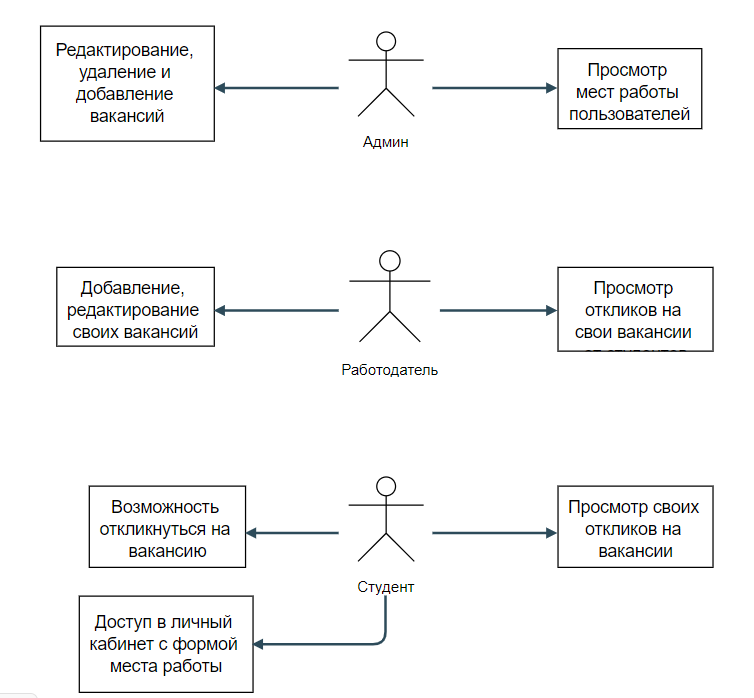 Редактирование,
удаление и
добавление
вакансий
Админ
Просмотр
мест работы
пользователей
Добавление,
редактирование
своих вакансий
Работодатель
Просмотр
откликов на
свои вакансии
Возможность
откликнуться на
вакансию
Студент
Просмотр своих
откликов на
вакансии
Доступ в личный
кабинет с формой
места работы